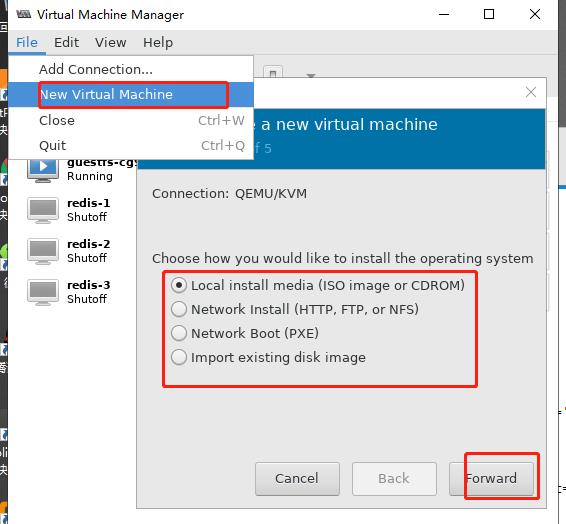 Virtual Machine Manager
File Edit View Help
Add Connection...
New Virtual Machine
Close Ctrl+W
Quit Ctrl+Q
Running
redis-1
Shutoff
redis-2
Shutoff
redis-3
Shutoff
a new virtual machine
of 5
Connection: QEMU/KVM
Choose how you would like to install the operating system
Local install media (ISO image or CDROM)
Network Install (HTTP, FTP, or NFS)
Network Boot (PXE)
Import existing disk image
Cancel Back Forward